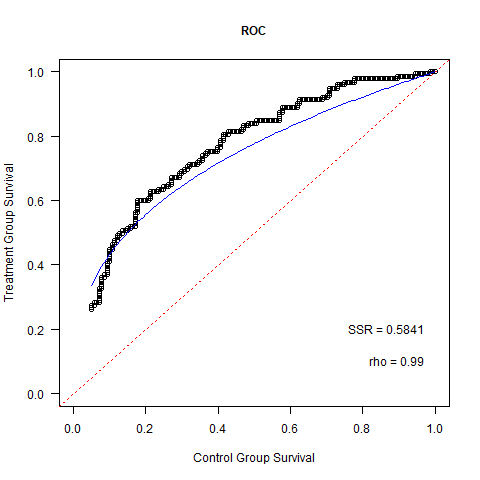 ROC
Treatment Group Survival
1.0
0.8
0.6
0.4
0.2
0.0
SSR = 0.5841
rho = 0.99
0.0 0.2 0.4 0.6 0.8 1.0
Control Group Survival